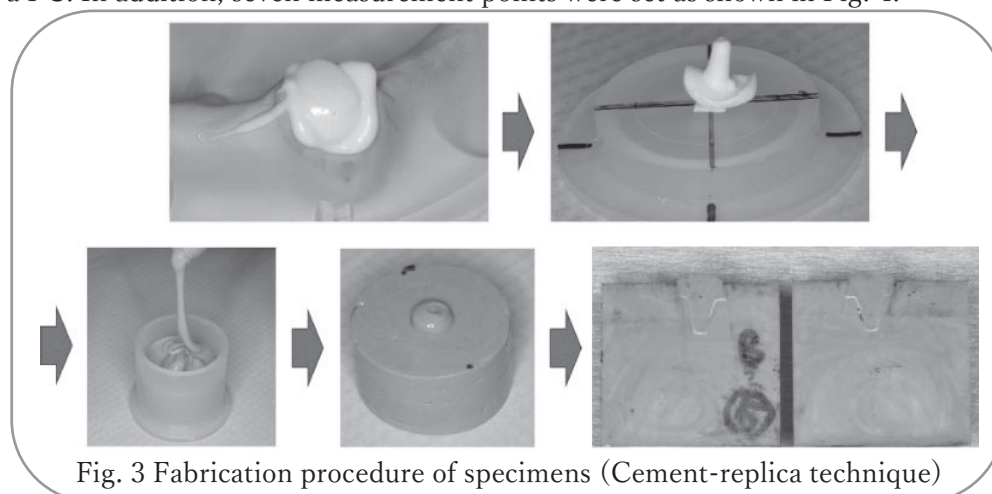 a PC. In addition, seven measurement points were set as shown in Fig. 4.
Fig. 3 Fabrication procedure of specimens (Cement-replica technique)